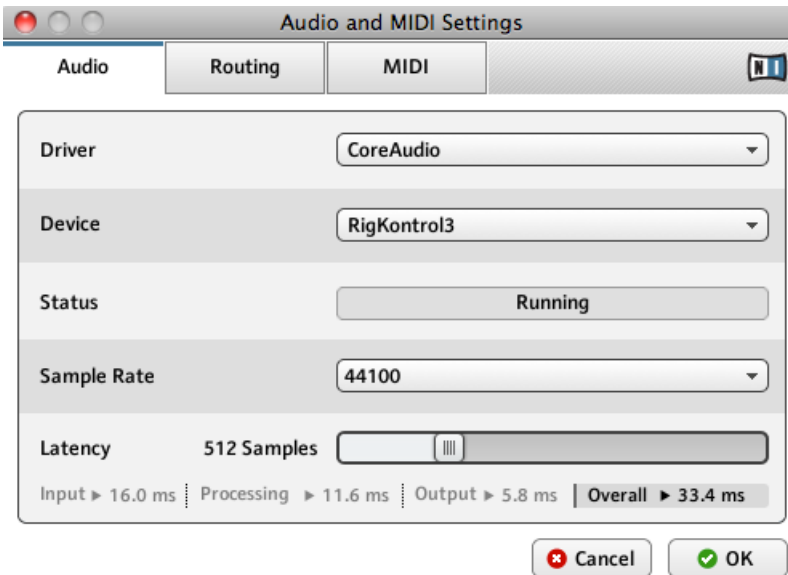 Audio and MIDI Settings
Audio Routing MIDI NI
Driver CoreAudio
Device RigKontrol3
Status Running
Sample Rate 44100
Latency 512 Samples
Input ▶ 16.0 ms Processing ▶ 11.6 ms Output ▶ 5.8 ms Overall ▶ 33.4 ms
Cancel OK